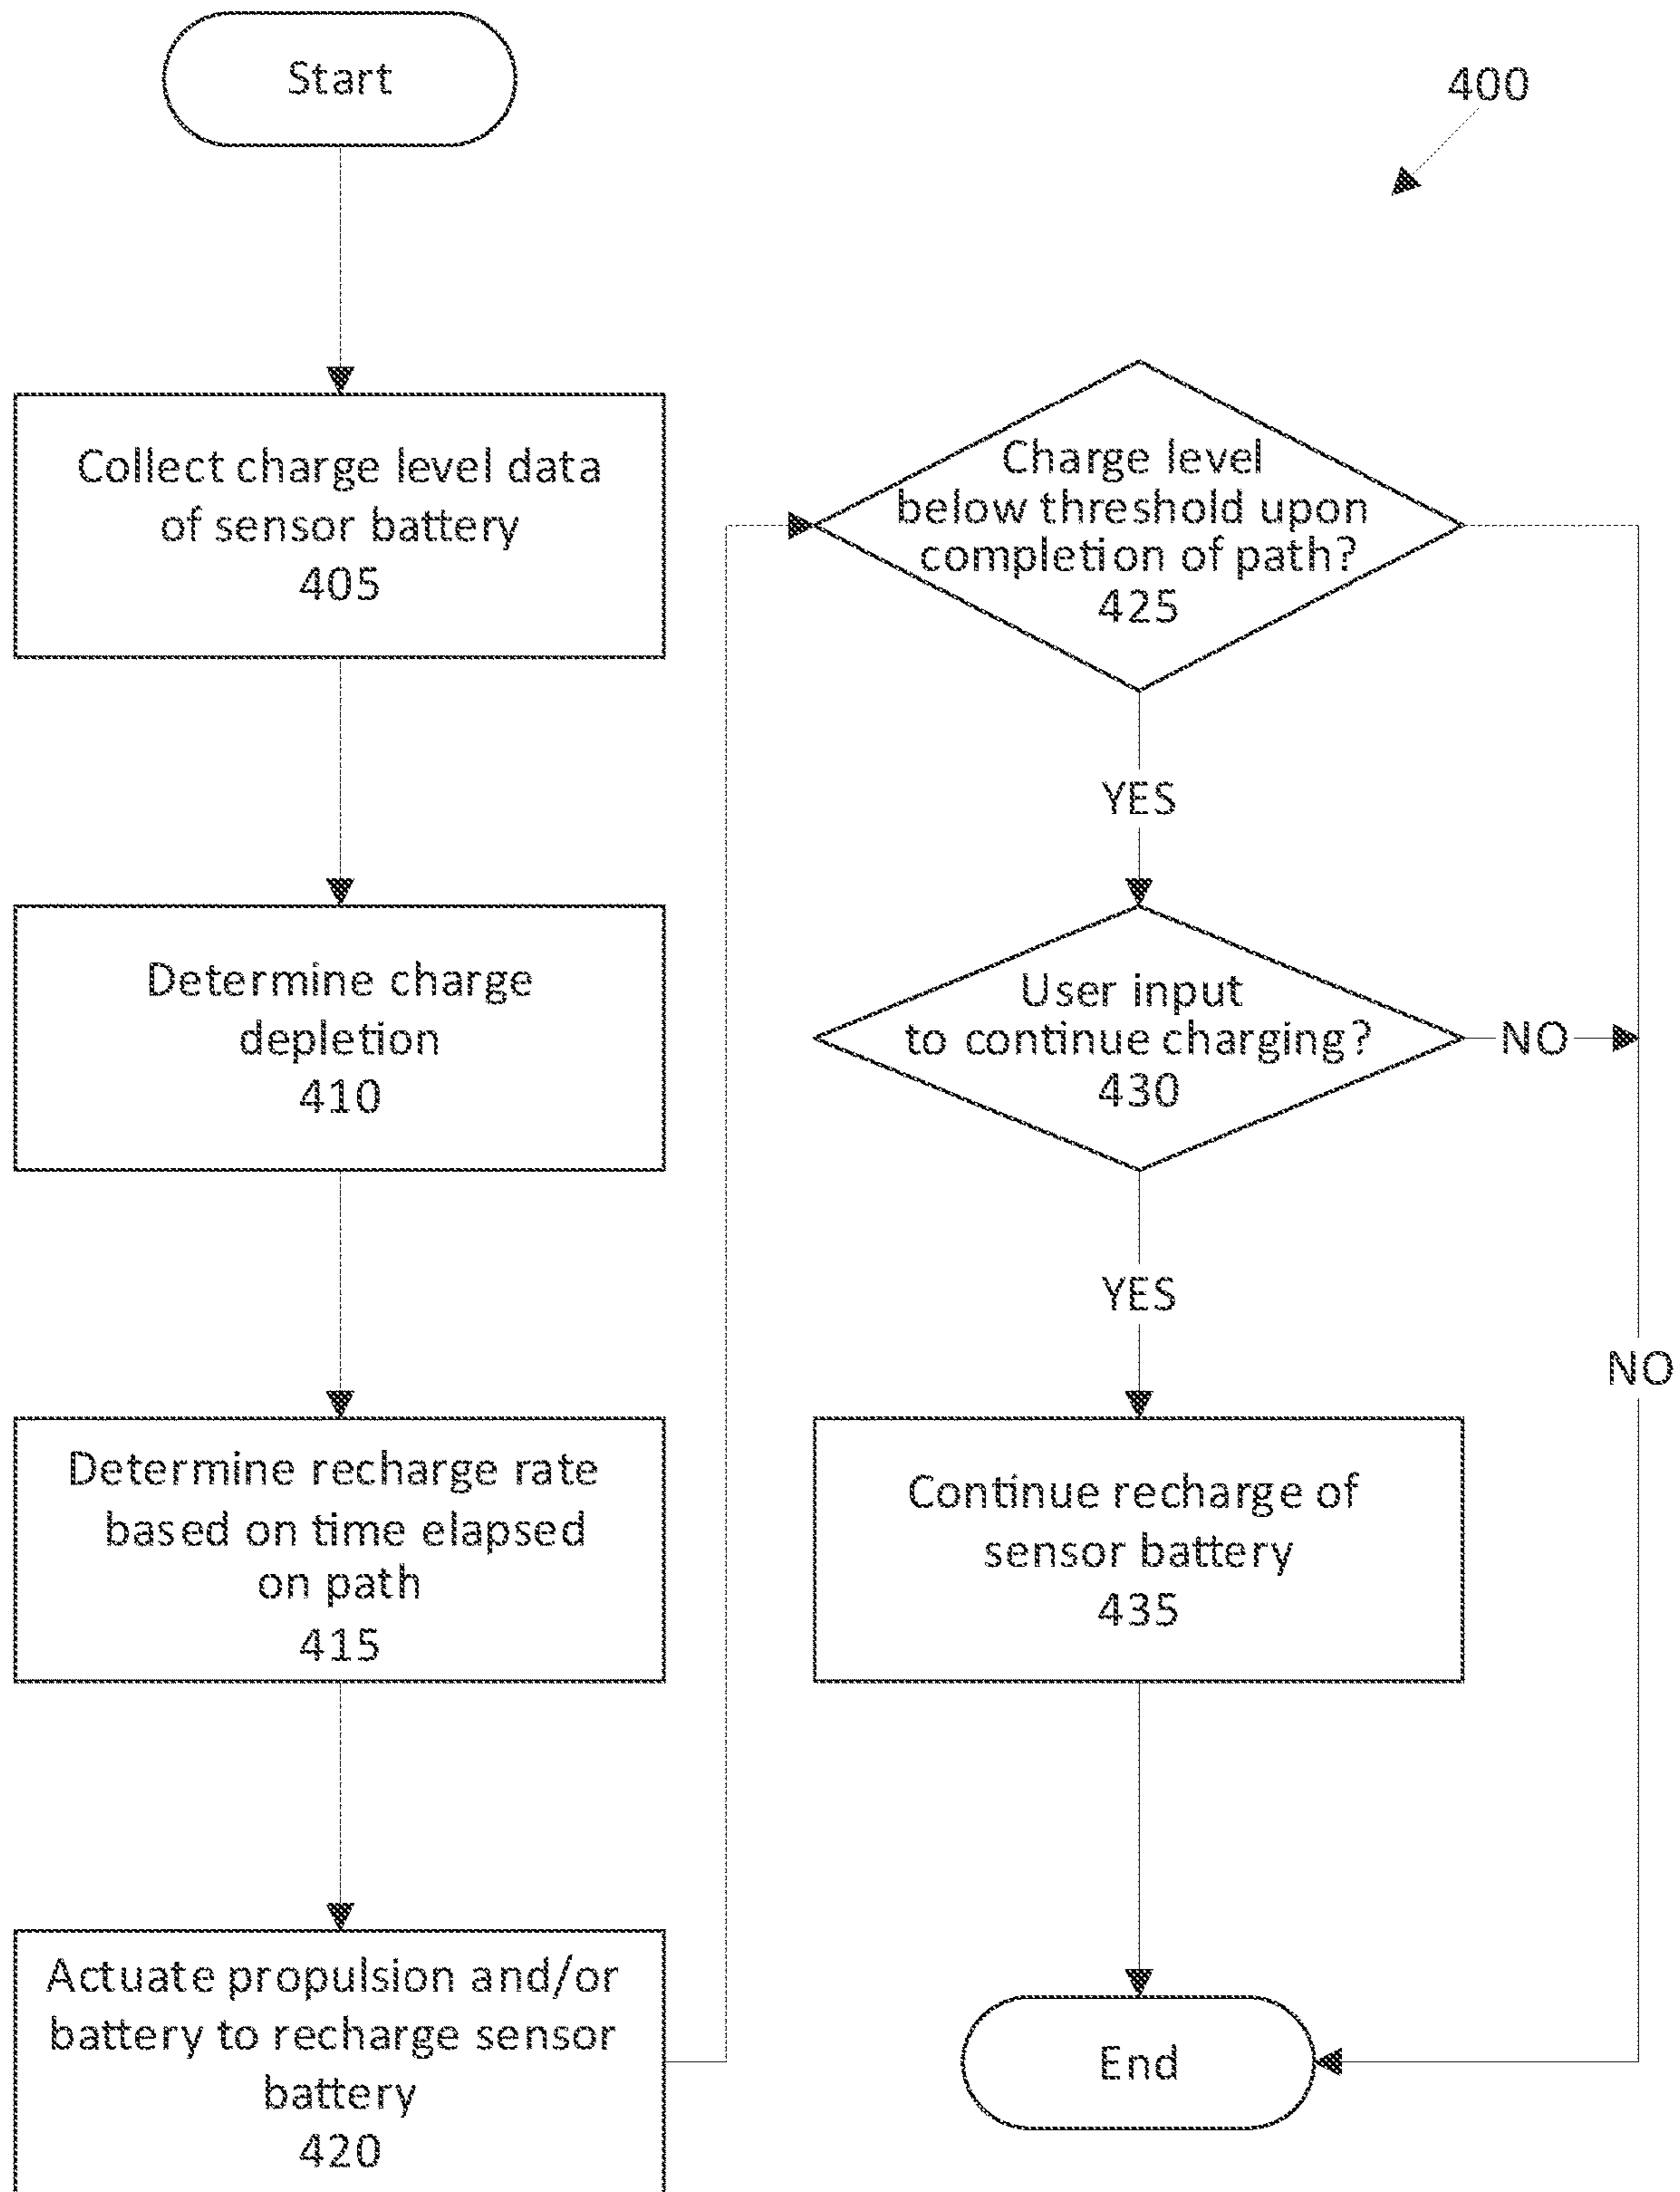 Start
400
Collect charge level data
of sensor battery
405
Determine charge
depletion
410
Determine recharge rate
based on time elapsed
on path
415
Actuate propulsion and/or
battery to recharge sensor
battery
420
Charge level
below threshold upon
completion of path?
425
YES
User input
to continue charging?
430
NO
YES
NO
Continue recharge of
sensor battery
435
End